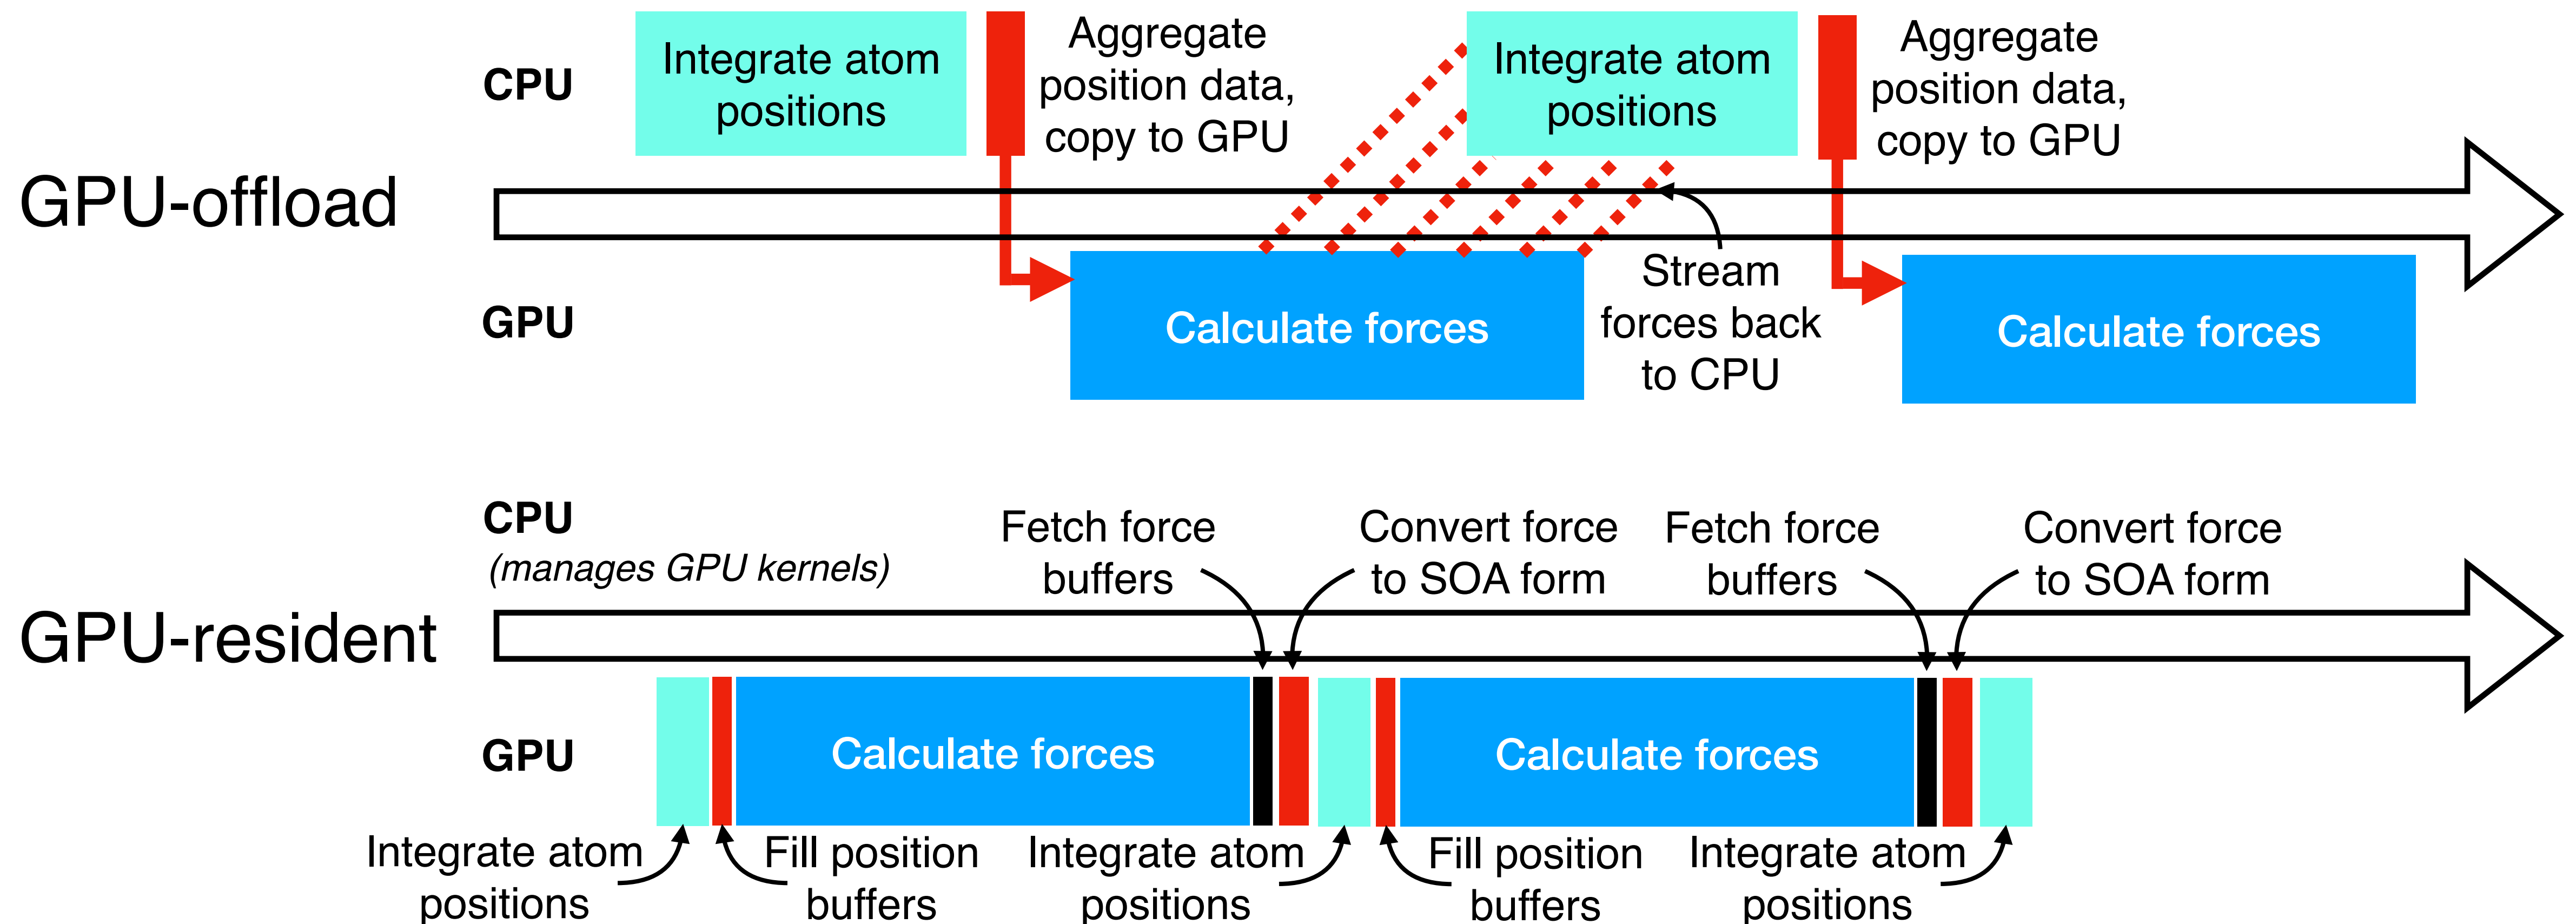 CPU
Integrate atom
positions
Aggregate
position data,
copy to GPU
Integrate atom
positions
Aggregate
position data,
copy to GPU
GPU-offload
GPU
Calculate forces
Stream
forces back
to CPU
Calculate forces
CPU
(manages GPU kernels)
Fetch force
buffers
Convert force
to SOA form
Fetch force
buffers
Convert force
to SOA form
GPU-resident
GPU
Calculate forces
Calculate forces
Integrate atom
positions
Fill position
buffers
Integrate atom
positions
Fill position
buffers
Integrate atom
positions